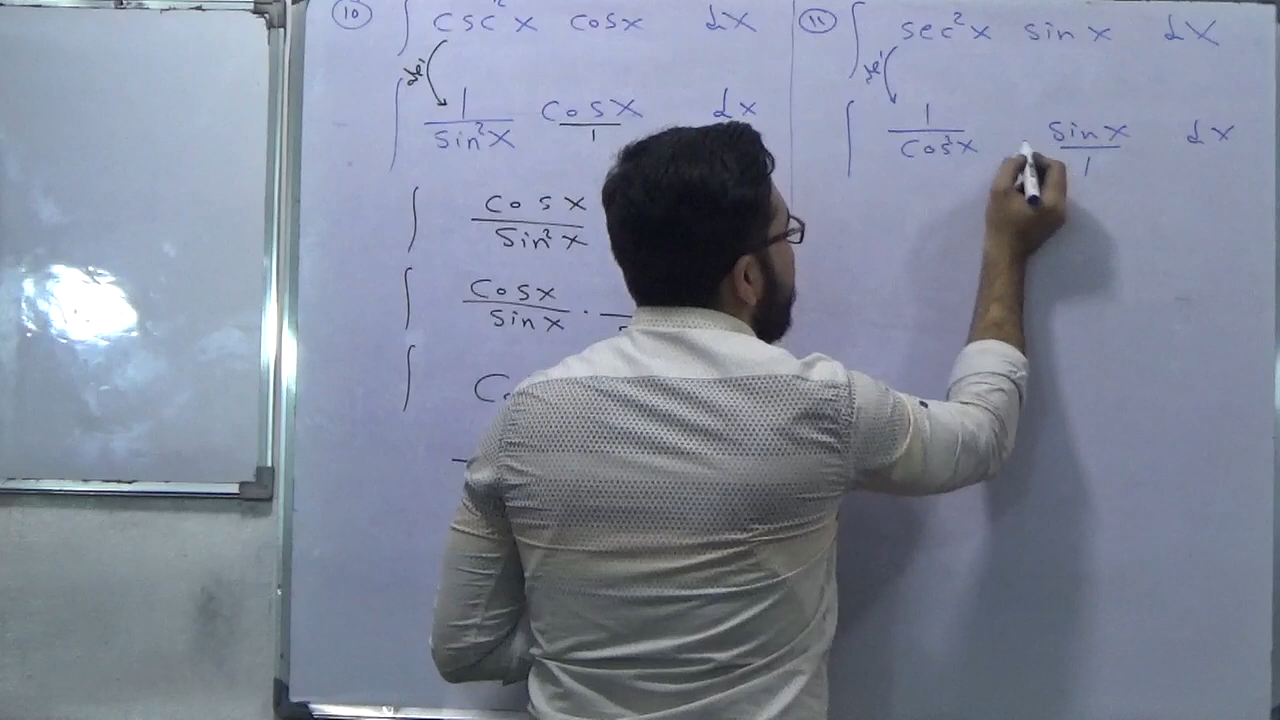 ⑩ ∫ csc²x cosx dx
∫ 1/sin²x cosx/1 dx
∫ cosx/sin²x
∫ cosx/sinx ·
∫
⑪ ∫ sec²x sinx dx
∫ 1/cos²x sinx/1 dx